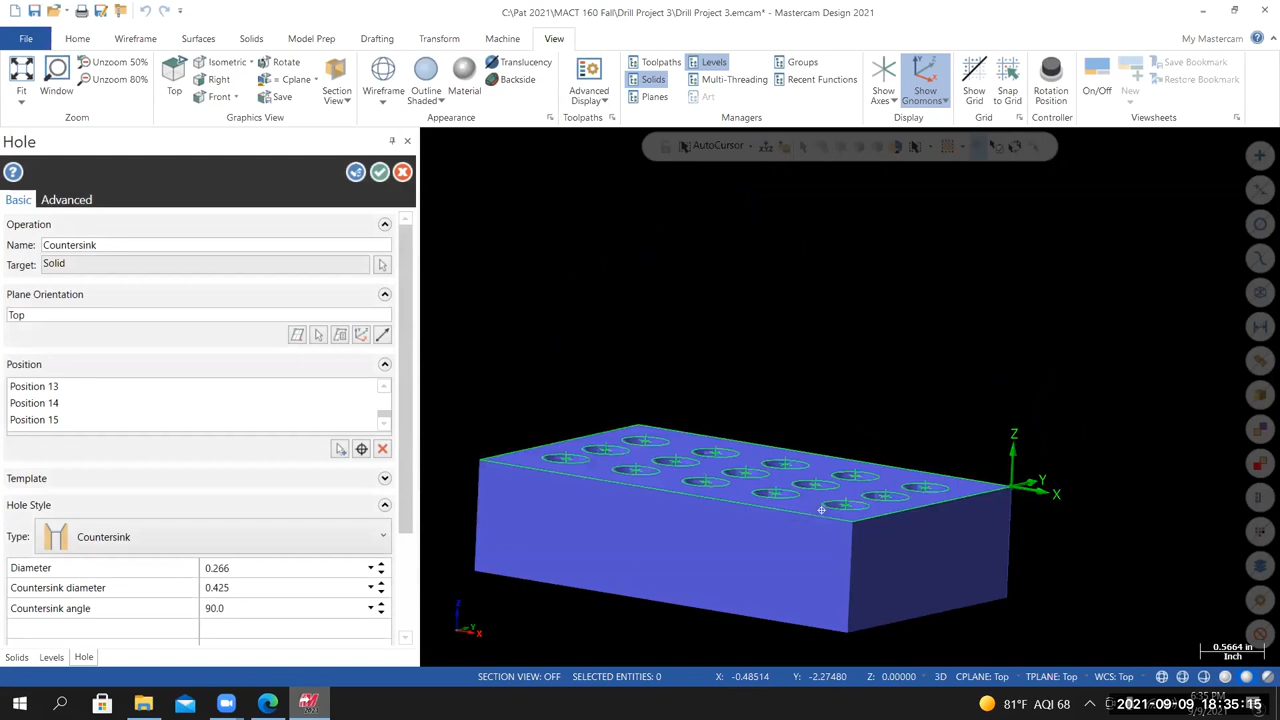 C:\Pat 2021\MACT 160 Fall\Drill Project 3\Drill Project 3.emcam* - Mastercam Design 2021
File Home Wireframe Surfaces Solids Model Prep Drafting Transform Machine View My Mastercam
Fit Window Unzoom 50% Unzoom 80%
Zoom
Top Isometric Right Front Rotate = Plane Save Section View
Graphics View
Wireframe Outline Shaded Material Translucency Backside
Appearance
Advanced Display
Toolpaths
Toolpaths Solids Planes Levels Multi-Threading Art Groups Recent Functions
Managers
Show Axes Show Gnomons
Display
Show Grid Snap to Grid
Grid
Rotation Position
Controller
On/Off New Save Bookmark Restore Bookmark
Viewsheets
Hole
AutoCursor
Basic Advanced
Operation
Name: Countersink
Target: Solid
Plane Orientation
Top
Position
Position 13
Position 14
Position 15
Template
Hole Style
Type: Countersink
Diameter 0.266
Countersink diameter 0.425
Countersink angle 90.0
Z
Y
X
Z
Y
X
0.5664 in
Inch
Solids Levels Hole
SECTION VIEW: OFF SELECTED ENTITIES: 0 X: -0.48514 Y: -2.27480 Z: 0.00000 3D CPLANE: Top TPLANE: Top WCS: Top
81°F AQI 68
6:35 PM
9/9/2021
2021-09-09 18:35:15